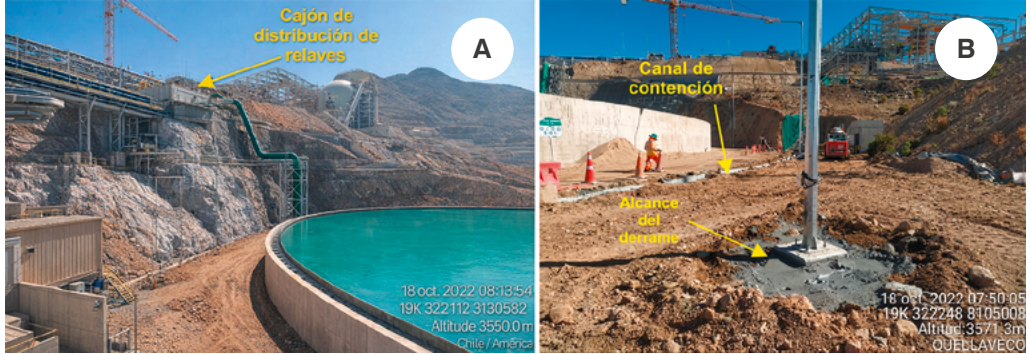 Cajón de
distribución de
relaves
A
18 oct. 2022 08:13:54
19K 322112 3130582
Altitude 3550.0m
Chile / América
B
Canal de
contención
Alcance
del
derrame
18 oct. 2022 07:50:05
19K 322248 8105008
Altitud:3571.3m
QUELLAVECO